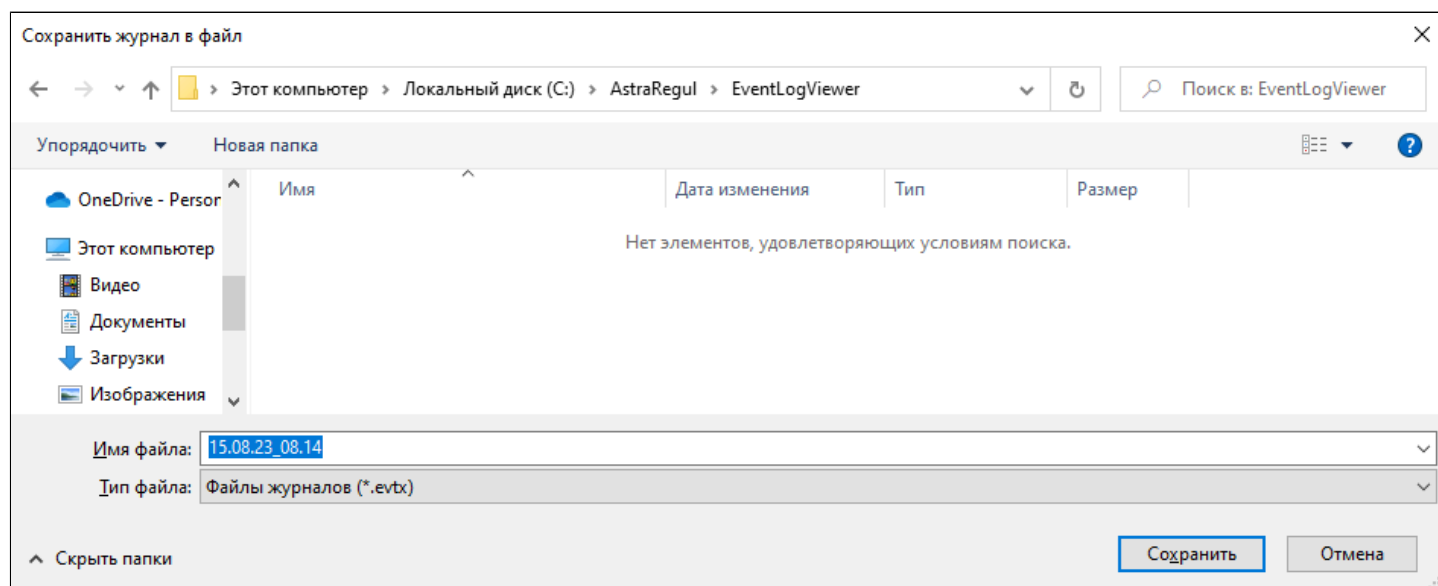 Сохранить журнал в файл
Этот компьютер > Локальный диск (C:) > AstraRegul > EventLogViewer
Поиск в: EventLogViewer
Упорядочить Новая папка
Имя Дата изменения Тип Размер
OneDrive - Person
Нет элементов, удовлетворяющих условиям поиска.
Этот компьютер
Видео
Документы
Загрузки
Изображения
Имя файла: 15.08.23_08.14
Тип файла: Файлы журналов (*.evtx)
Скрыть папки
Сохранить Отмена